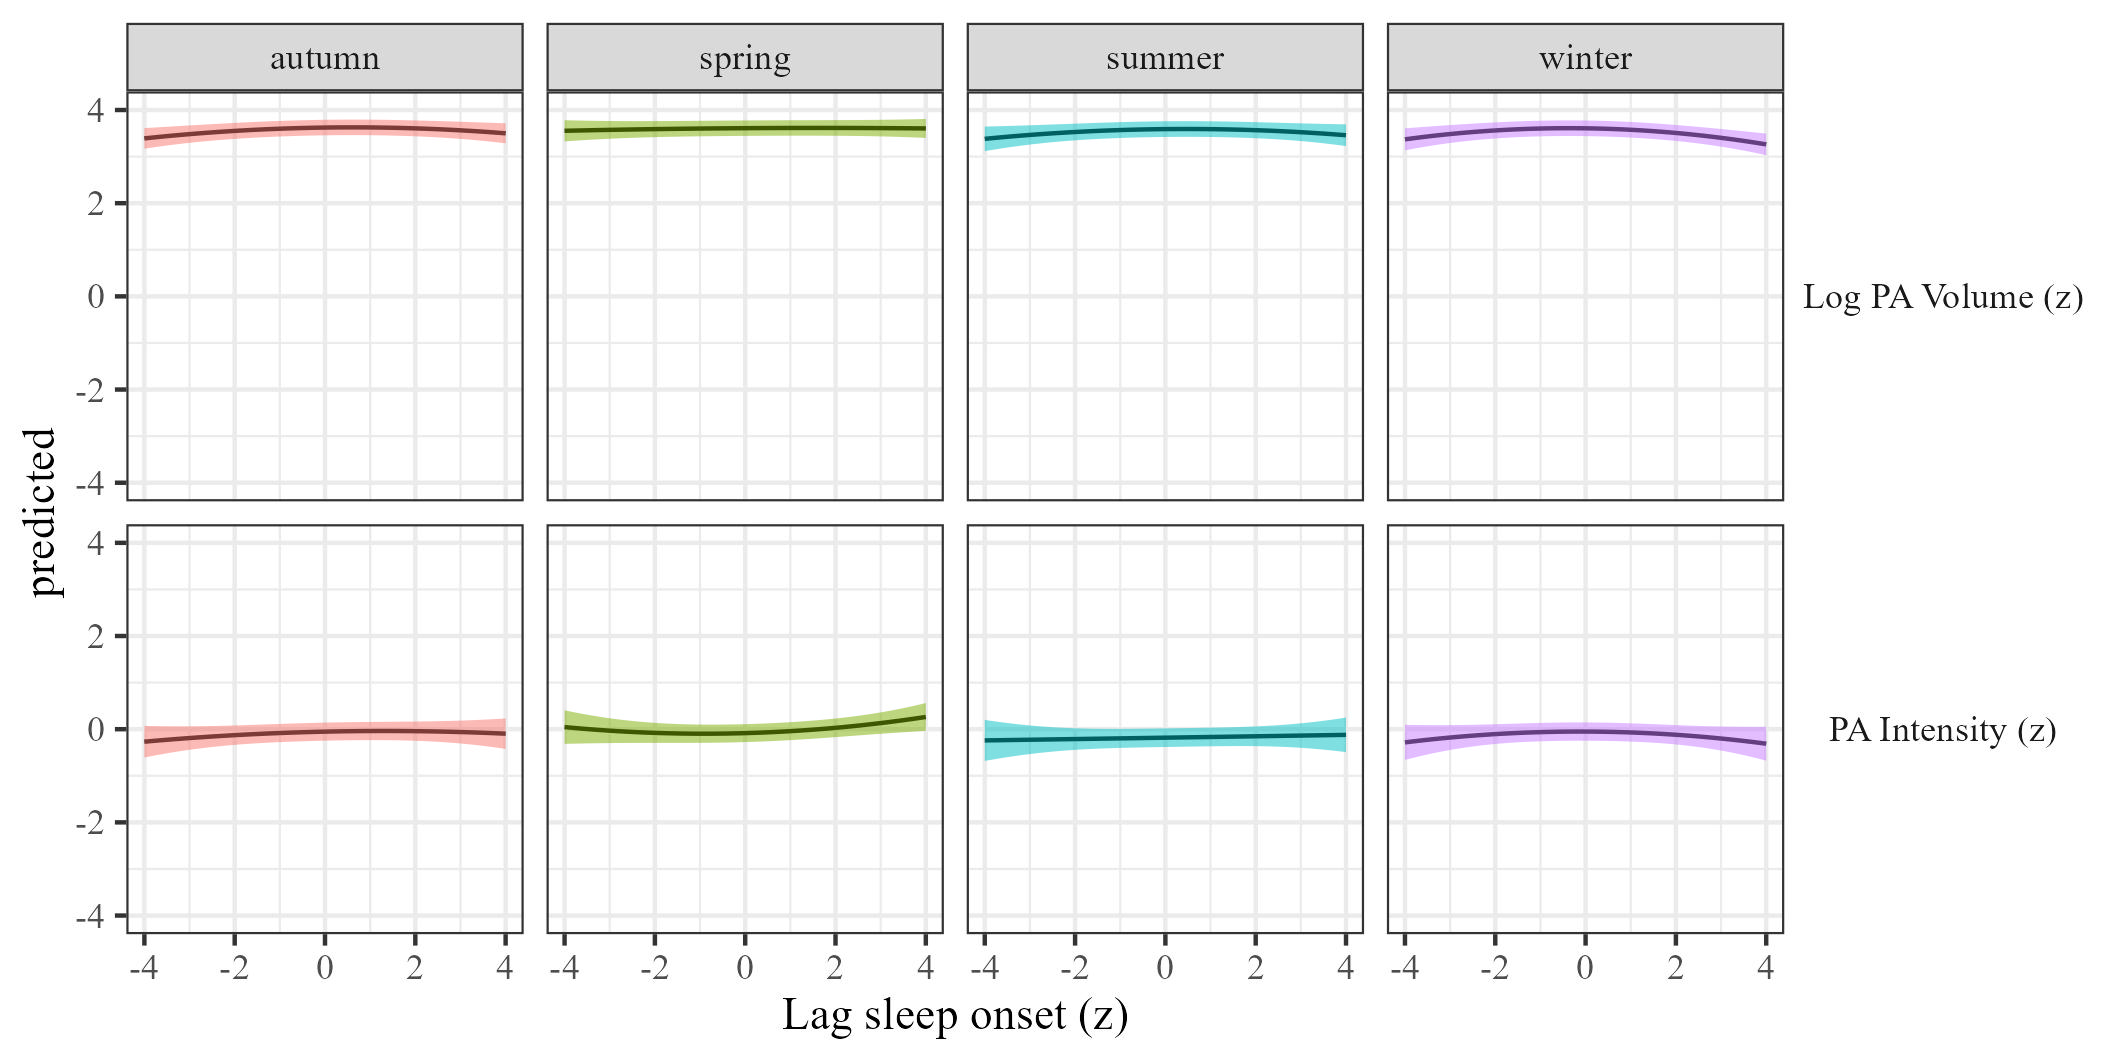 autumn spring summer winter
4
2
0
-2
-4
Log PA Volume (z)
4
2
0
-2
-4
PA Intensity (z)
predicted
-4 -2 0 2 4 -4 -2 0 2 4 -4 -2 0 2 4 -4 -2 0 2 4
Lag sleep onset (z)